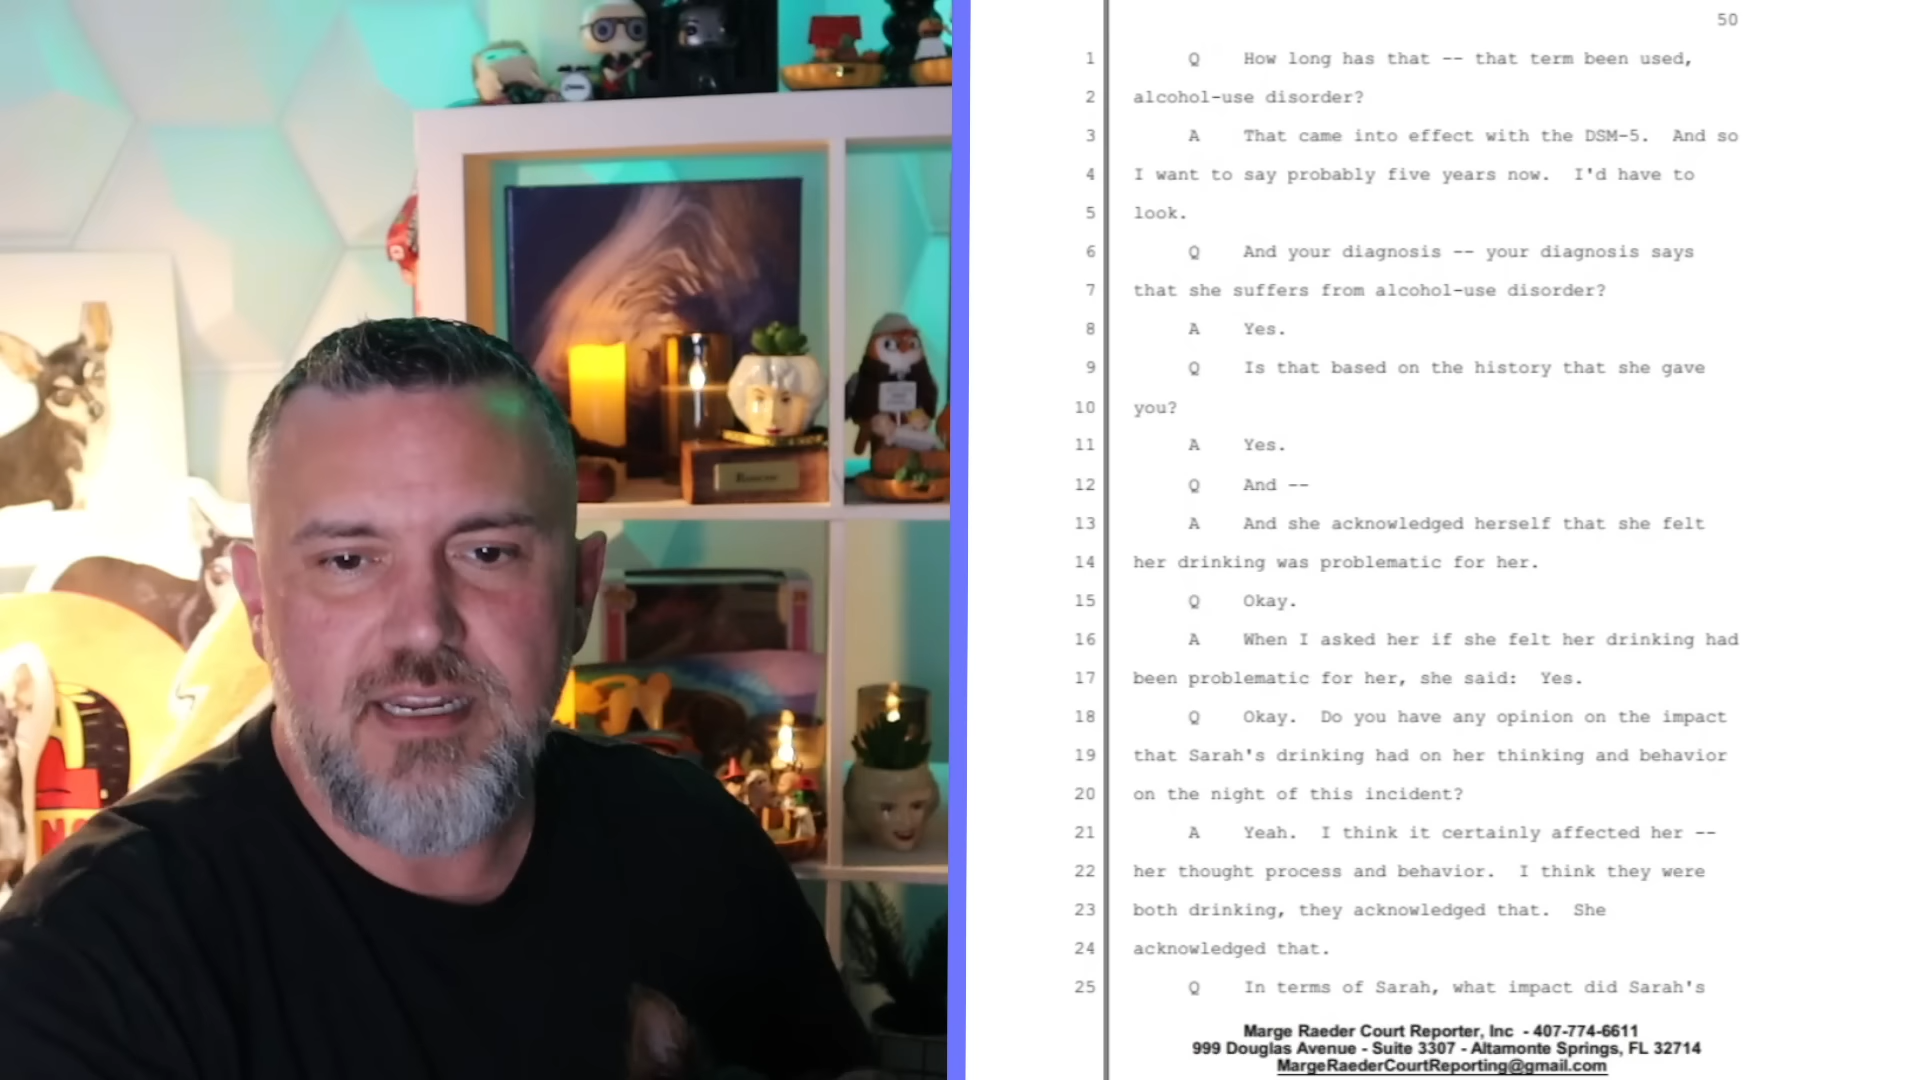 50
1 Q How long has that -- that term been used,
2 alcohol-use disorder?
3 A That came into effect with the DSM-5. And so
4 I want to say probably five years now. I'd have to
5 look.
6 Q And your diagnosis -- your diagnosis says
7 that she suffers from alcohol-use disorder?
8 A Yes.
9 Q Is that based on the history that she gave
10 you?
11 A Yes.
12 Q And --
13 A And she acknowledged herself that she felt
14 her drinking was problematic for her.
15 Q Okay.
16 A When I asked her if she felt her drinking had
17 been problematic for her, she said: Yes.
18 Q Okay. Do you have any opinion on the impact
19 that Sarah's drinking had on her thinking and behavior
20 on the night of this incident?
21 A Yeah. I think it certainly affected her --
22 her thought process and behavior. I think they were
23 both drinking, they acknowledged that. She
24 acknowledged that.
25 Q In terms of Sarah, what impact did Sarah's
Marge Raeder Court Reporter, Inc - 407-774-6611
999 Douglas Avenue - Suite 3307 - Altamonte Springs, FL 32714
MargeRaederCourtReporting@gmail.com